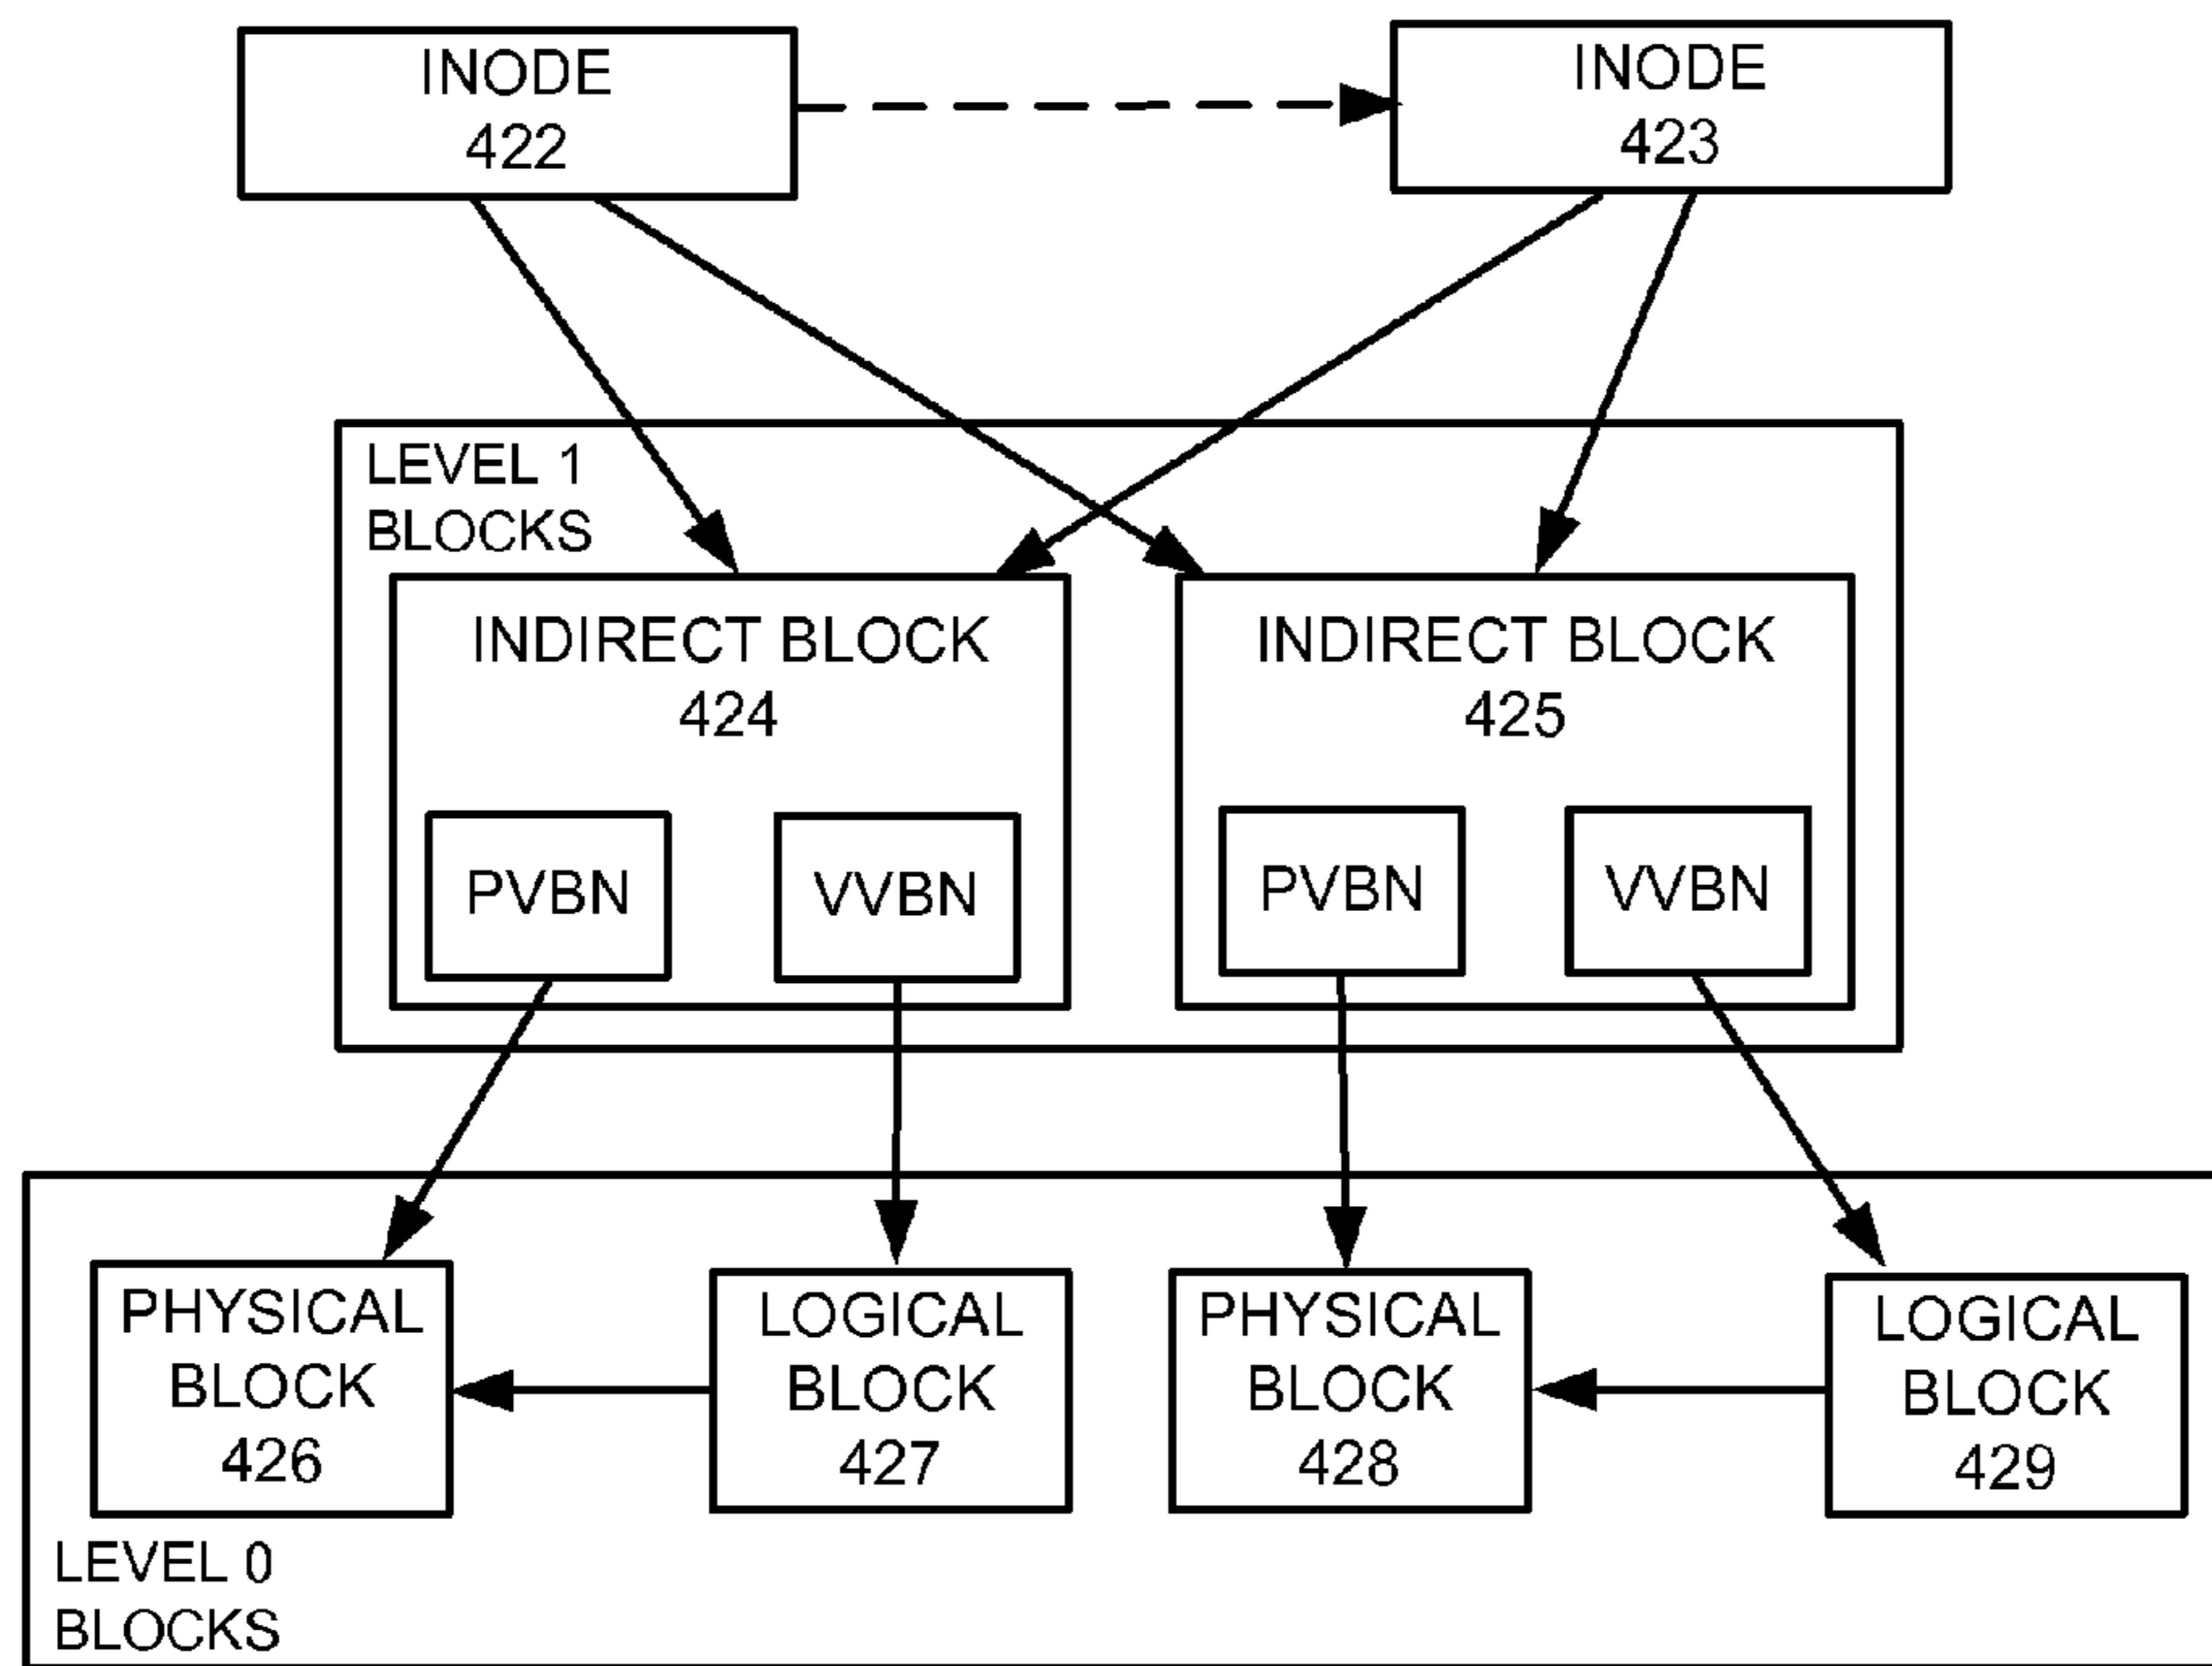 INODE
422
INODE
423
LEVEL 1
BLOCKS
INDIRECT BLOCK
424
INDIRECT BLOCK
425
PVBN
VVBN
PVBN
VVBN
PHYSICAL
BLOCK
426
LOGICAL
BLOCK
427
PHYSICAL
BLOCK
428
LOGICAL
BLOCK
429
LEVEL 0
BLOCKS